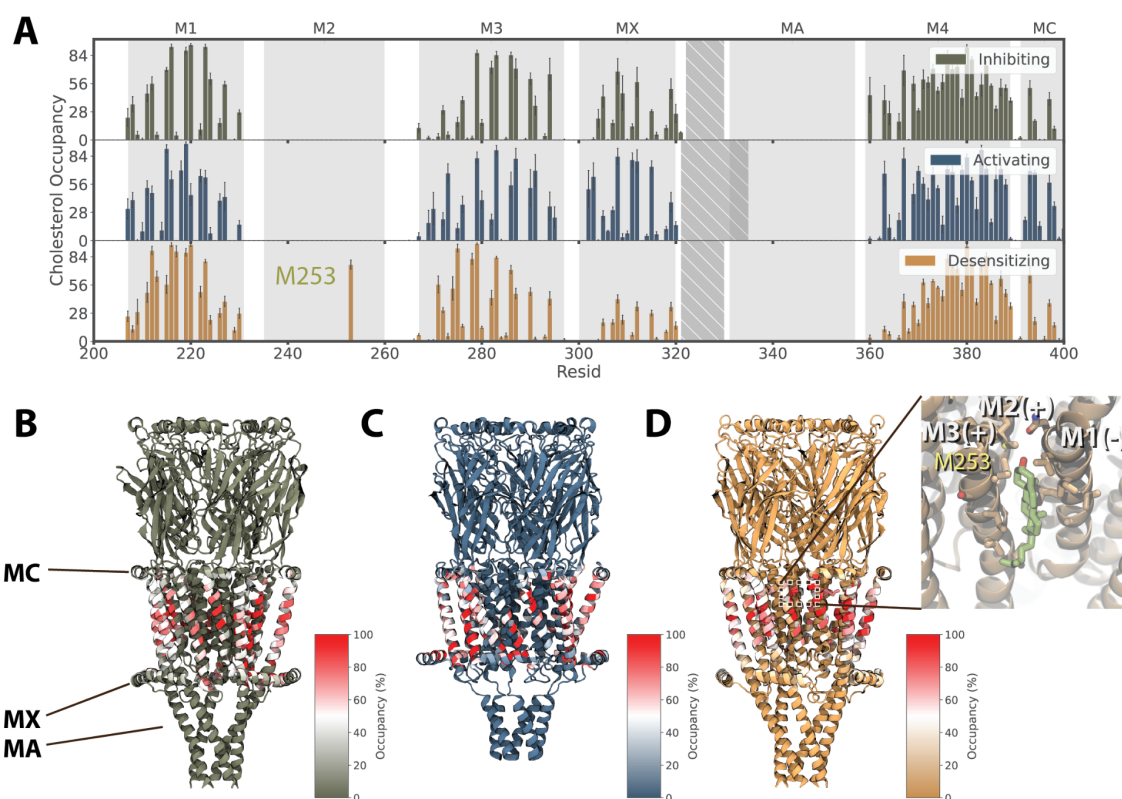 A
M1 M2 M3 MX MA M4 MC
Cholesterol Occupancy
84
56
28
0
Inhibiting
84
56
28
0
Activating
84
56
28
0
M253
Desensitizing
200 220 240 260 280 300 320 340 360 380 400
Resid
B
C
D
M2(+)
M3(+)
M1(-
M253
MC
MX
MA
100
80
60
40
20
0
Occupancy (%)
100
80
60
40
20
0
Occupancy (%)
100
80
60
40
20
0
Occupancy (%)